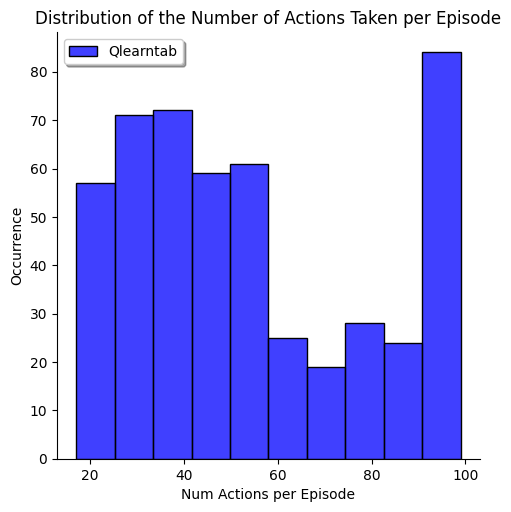 Distribution of the Number of Actions Taken per Episode
Qlearntab
80
70
60
50
40
30
20
10
0
Occurrence
20 40 60 80 100
Num Actions per Episode